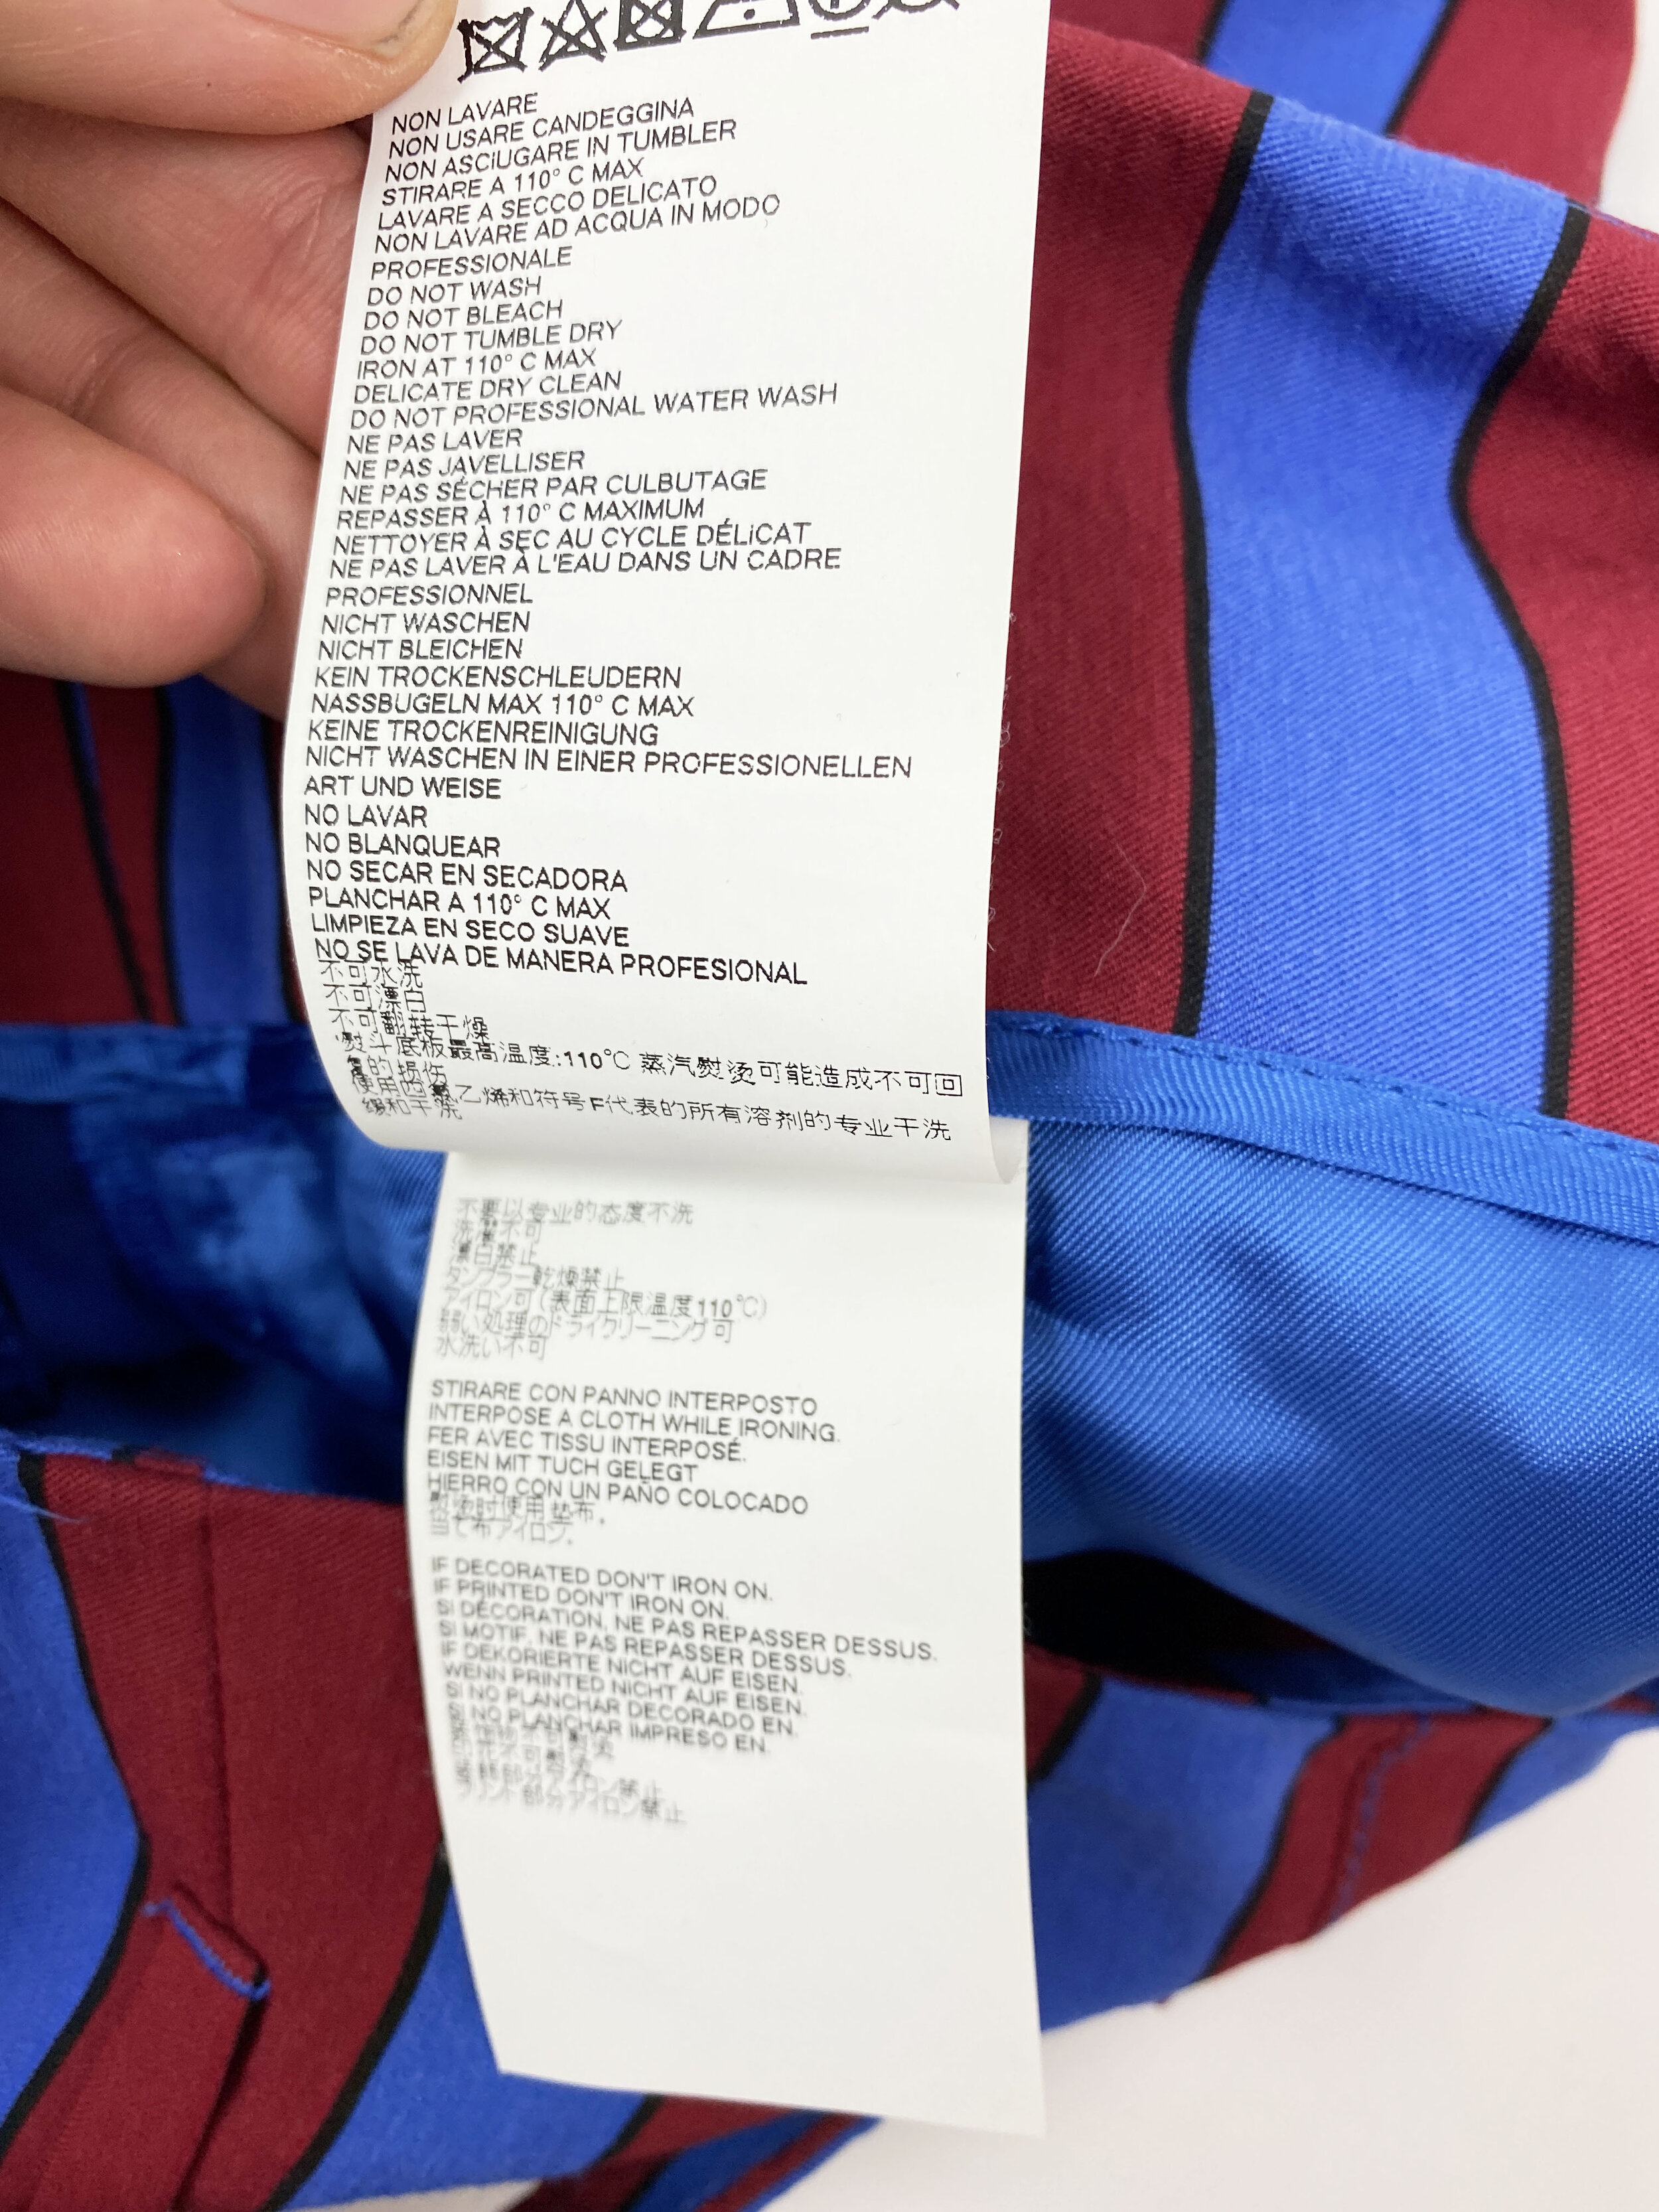 NON LAVARE
NON USARE CANDEGGINA
NON ASCIUGARE IN TUMBLER
STIRARE A 110° C MAX
LAVARE A SECCO DELICATO
NON LAVARE AD ACQUA IN MODO
PROFESSIONALE
DO NOT WASH
DO NOT BLEACH
DO NOT TUMBLE DRY
IRON AT 110° C MAX
DELICATE DRY CLEAN
DO NOT PROFESSIONAL WATER WASH
NE PAS LAVER
NE PAS JAVELLISER
NE PAS SÉCHER PAR CULBUTAGE
REPASSER À 110° C MAXIMUM
NETTOYER À SEC AU CYCLE DÉLiCAT
NE PAS LAVER À L'EAU DANS UN CADRE
PROFESSIONNEL
NICHT WASCHEN
NICHT BLEICHEN
KEIN TROCKENSCHLEUDERN
NASSBUGELN MAX 110° C MAX
KEINE TROCKENREINIGUNG
NICHT WASCHEN IN EINER PROFESSIONELLEN
ART UND WEISE
NO LAVAR
NO BLANQUEAR
NO SECAR EN SECADORA
PLANCHAR A 110° C MAX
LIMPIEZA EN SECO SUAVE
NO SE LAVA DE MANERA PROFESIONAL
不可水洗
不可漂白
不可翻转干燥
熨斗底板最高温度:110℃ 蒸汽熨烫可能造成不可回
复的损伤
使用四氯乙烯和符号F代表的所有溶剂的专业干洗
缓和干洗
不要以专业的态度不洗
洗濯不可
漂白禁止
タンブラー乾燥禁止
アイロン可(表面上限温度110℃)
弱い処理のドライクリーニング可
水洗い不可
STIRARE CON PANNO INTERPOSTO
INTERPOSE A CLOTH WHILE IRONING.
FER AVEC TISSU INTERPOSÉ.
EISEN MIT TUCH GELEGT
HIERRO CON UN PAÑO COLOCADO
熨烫时使用垫布。
当て布アイロン。
IF DECORATED DON'T IRON ON.
IF PRINTED DON'T IRON ON.
SI DÉCORATION, NE PAS REPASSER DESSUS.
SI MOTIF, NE PAS REPASSER DESSUS.
IF DEKORIERTE NICHT AUF EISEN.
WENN PRINTED NICHT AUF EISEN.
SI NO PLANCHAR DECORADO EN.
SI NO PLANCHAR IMPRESO EN.
不可熨烫
不可熨烫
部分アイロン禁止
プリント部分アイロン禁止